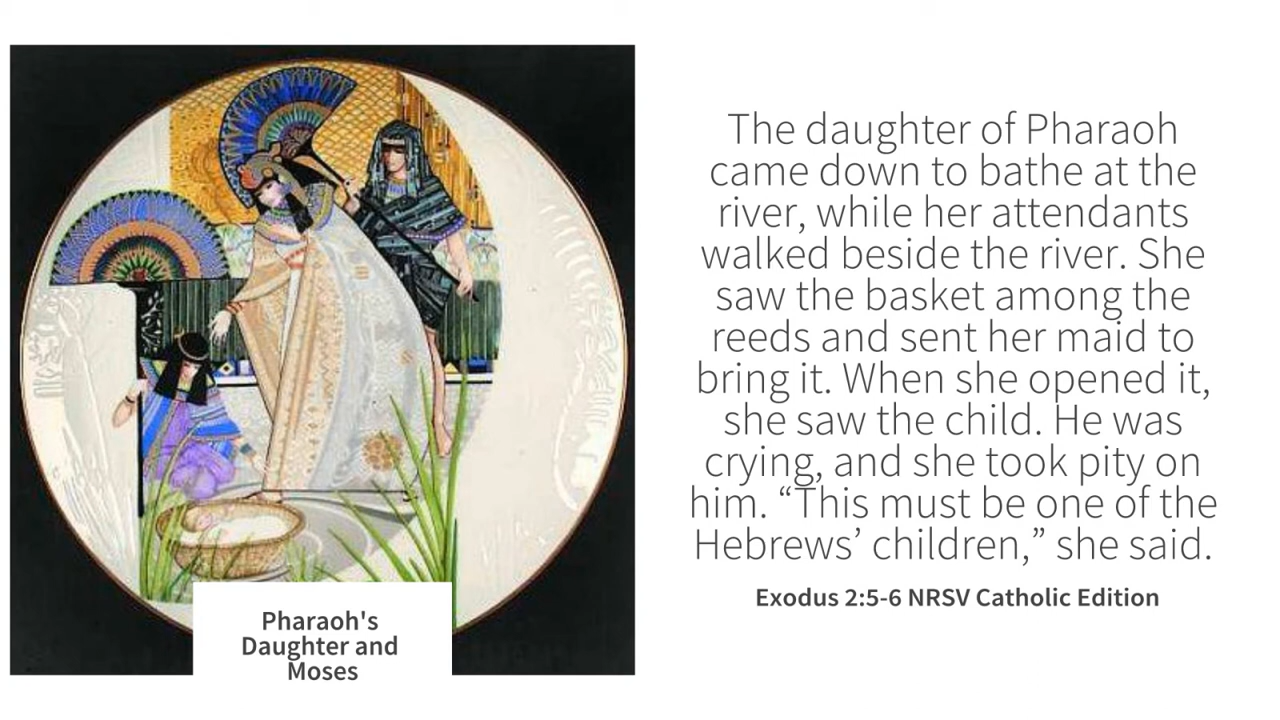 The daughter of Pharaoh
came down to bathe at the
river, while her attendants
walked beside the river. She
saw the basket among the
reeds and sent her maid to
bring it. When she opened it,
she saw the child. He was
crying, and she took pity on
him. “This must be one of the
Hebrews’ children,” she said.
Exodus 2:5-6 NRSV Catholic Edition
Pharaoh's
Daughter and
Moses